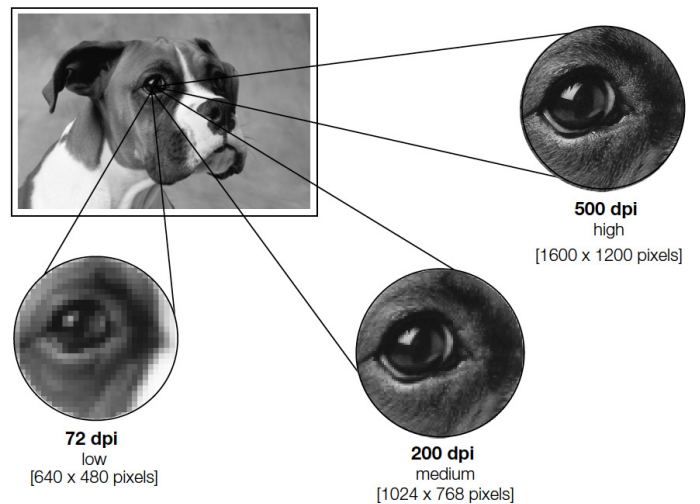 500 dpi
high
[1600 x 1200 pixels]
72 dpi
low
[640 x 480 pixels]
200 dpi
medium
[1024 x 768 pixels]